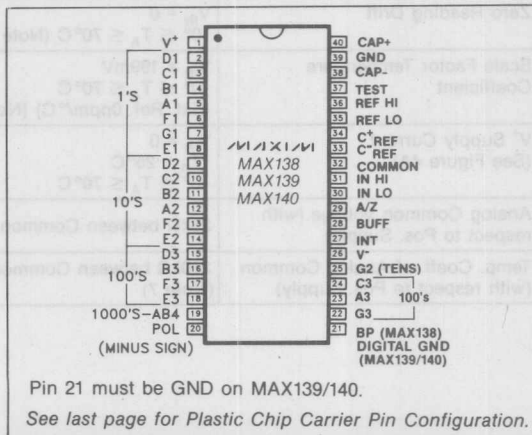 V+ 1 40 CAP+
D1 2 39 GND
C1 3 38 CAP-
B1 4 37 TEST
1'S A1 5 36 REF HI
F1 6 35 REF LO
G1 7 34 C+REF
E1 8 MAXIM 33 C-REF
D2 9 MAX138 32 COMMON
C2 10 MAX139 31 IN HI
10'S B2 11 MAX140 30 IN LO
A2 12 29 A/Z
F2 13 28 BUFF
E2 14 27 INT
D3 15 26 V-
100'S B3 16 25 G2 (TENS)
F3 17 24 C3
E3 18 23 A3 100's
1000'S-AB4 19 22 G3
POL 20 21 BP (MAX138)
(MINUS SIGN) DIGITAL GND
(MAX139/140)
Pin 21 must be GND on MAX139/140.
See last page for Plastic Chip Carrier Pin Configuration.